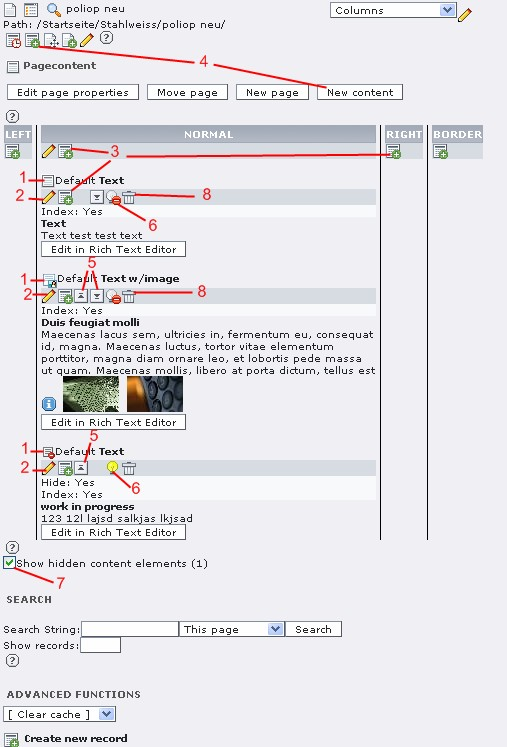 poliop neu
Columns
Path: /Startseite/Stahlweiss/poliop neu/
4
Pagecontent
Edit page properties Move page New page New content
LEFT NORMAL RIGHT BORDER
3
1 Default Text
2 8
6
Index: Yes
Text
Text test test text
Edit in Rich Text Editor
5
1 Default Text w/image
2 8
Index: Yes
Duis feugiat molli
Maecenas lacus sem, ultricies in, fermentum eu, consequat
id, magna. Maecenas luctus, tortor vitae elementum
porttitor, magna diam ornare leo, et lobortis pede massa
ut quam. Maecenas mollis, libero at porta dictum, tellus est
Edit in Rich Text Editor
5
1 Default Text
2
6
Hide: Yes
Index: Yes
work in progress
123 12l lajsd salkjas lkjsad
Edit in Rich Text Editor
Show hidden content elements (1)
7
SEARCH
Search String: This page Search
Show records:
ADVANCED FUNCTIONS
[ Clear cache ]
Create new record